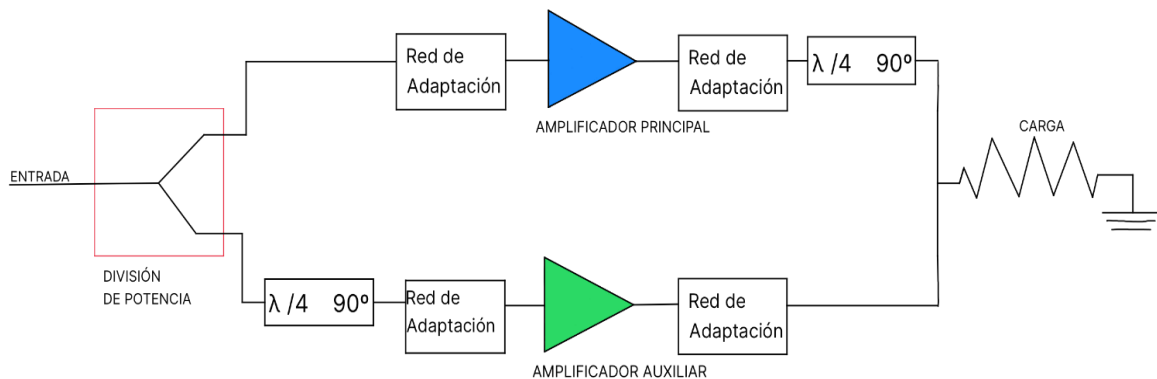 Red de
Adaptación
AMPLIFICADOR PRINCIPAL
Red de
Adaptación
λ /4 90º
CARGA
ENTRADA
DIVISIÓN
DE POTENCIA
λ /4 90º
Red de
Adaptación
AMPLIFICADOR AUXILIAR
Red de
Adaptación